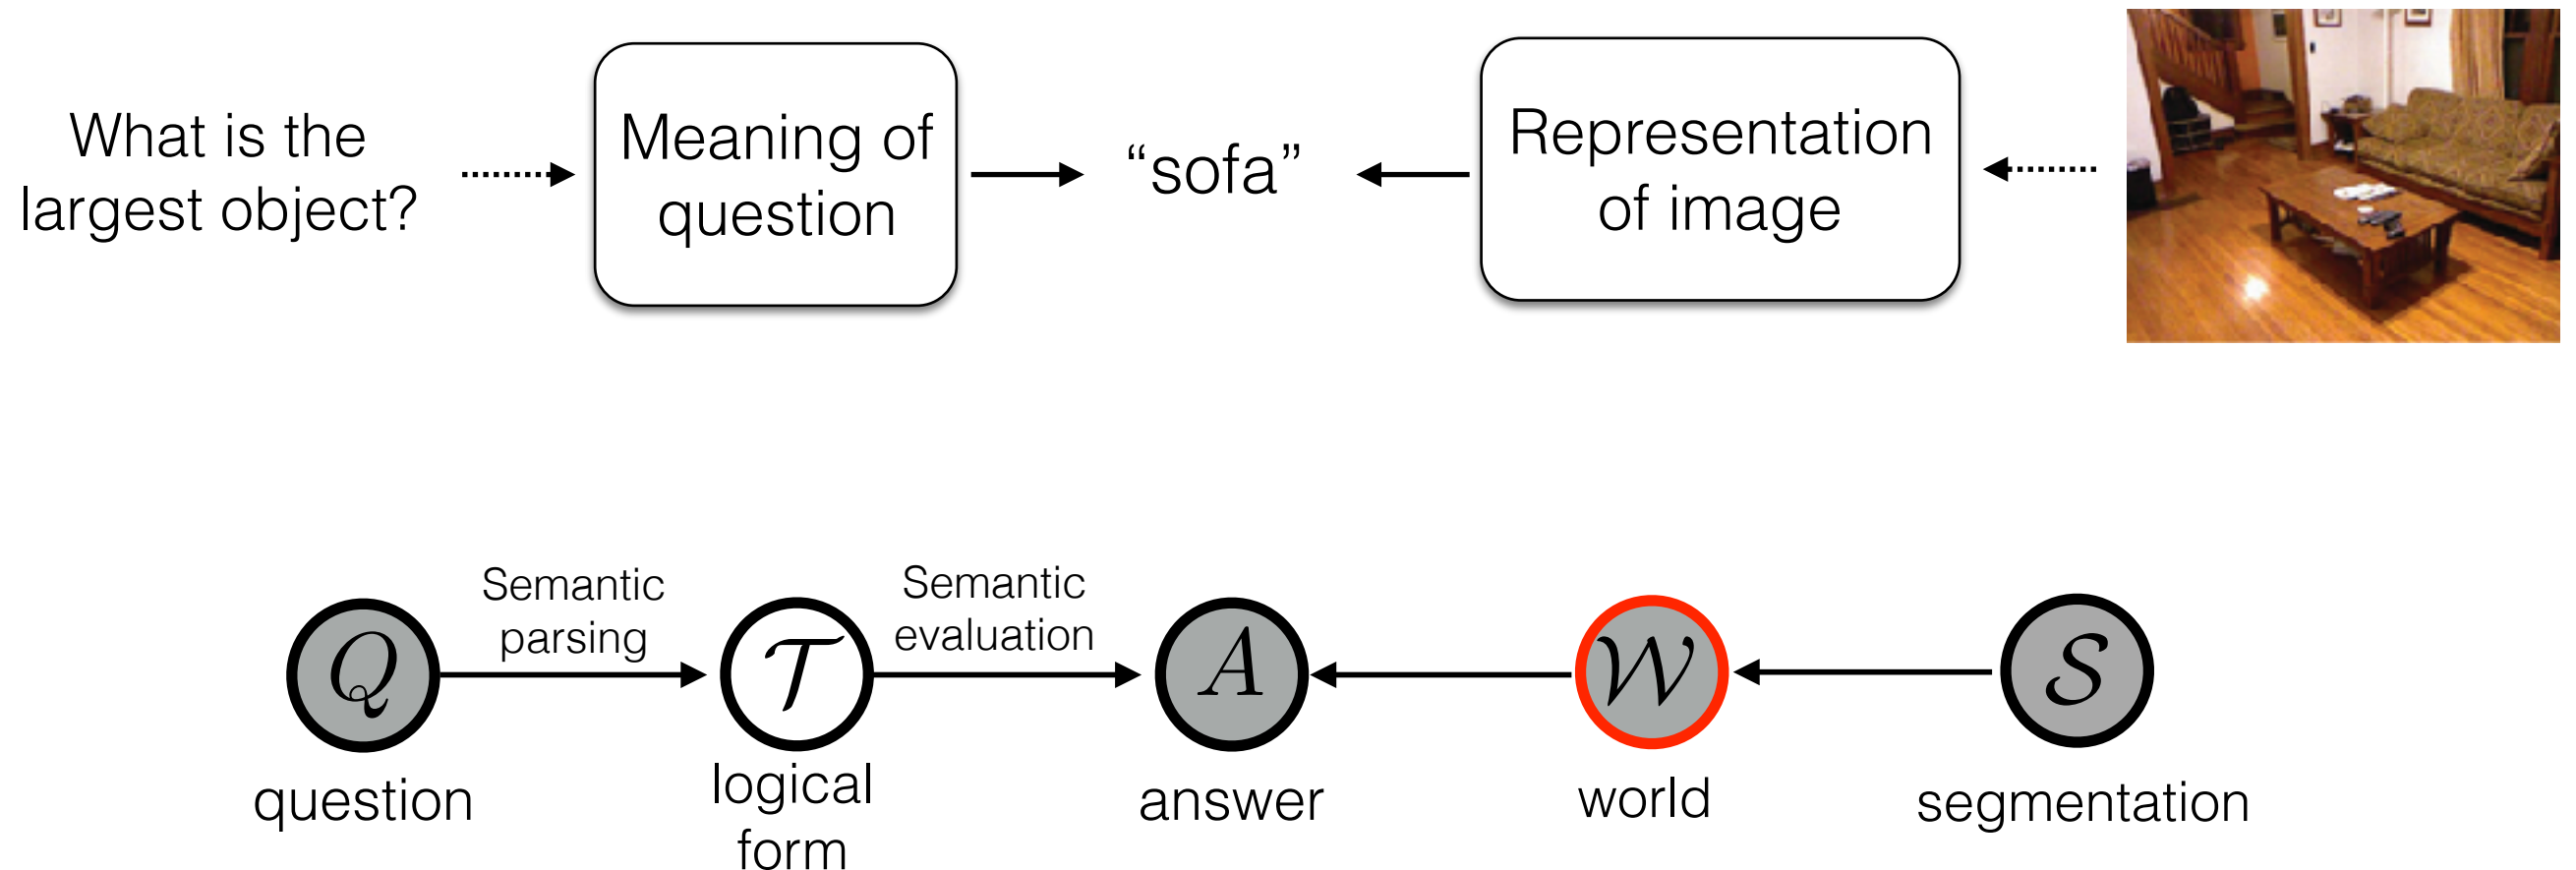 What is the
largest object?
Meaning of
question
“sofa”
Representation
of image
Semantic
parsing
Semantic
evaluation
Q
T
A
W
S
question
logical
form
answer
world
segmentation